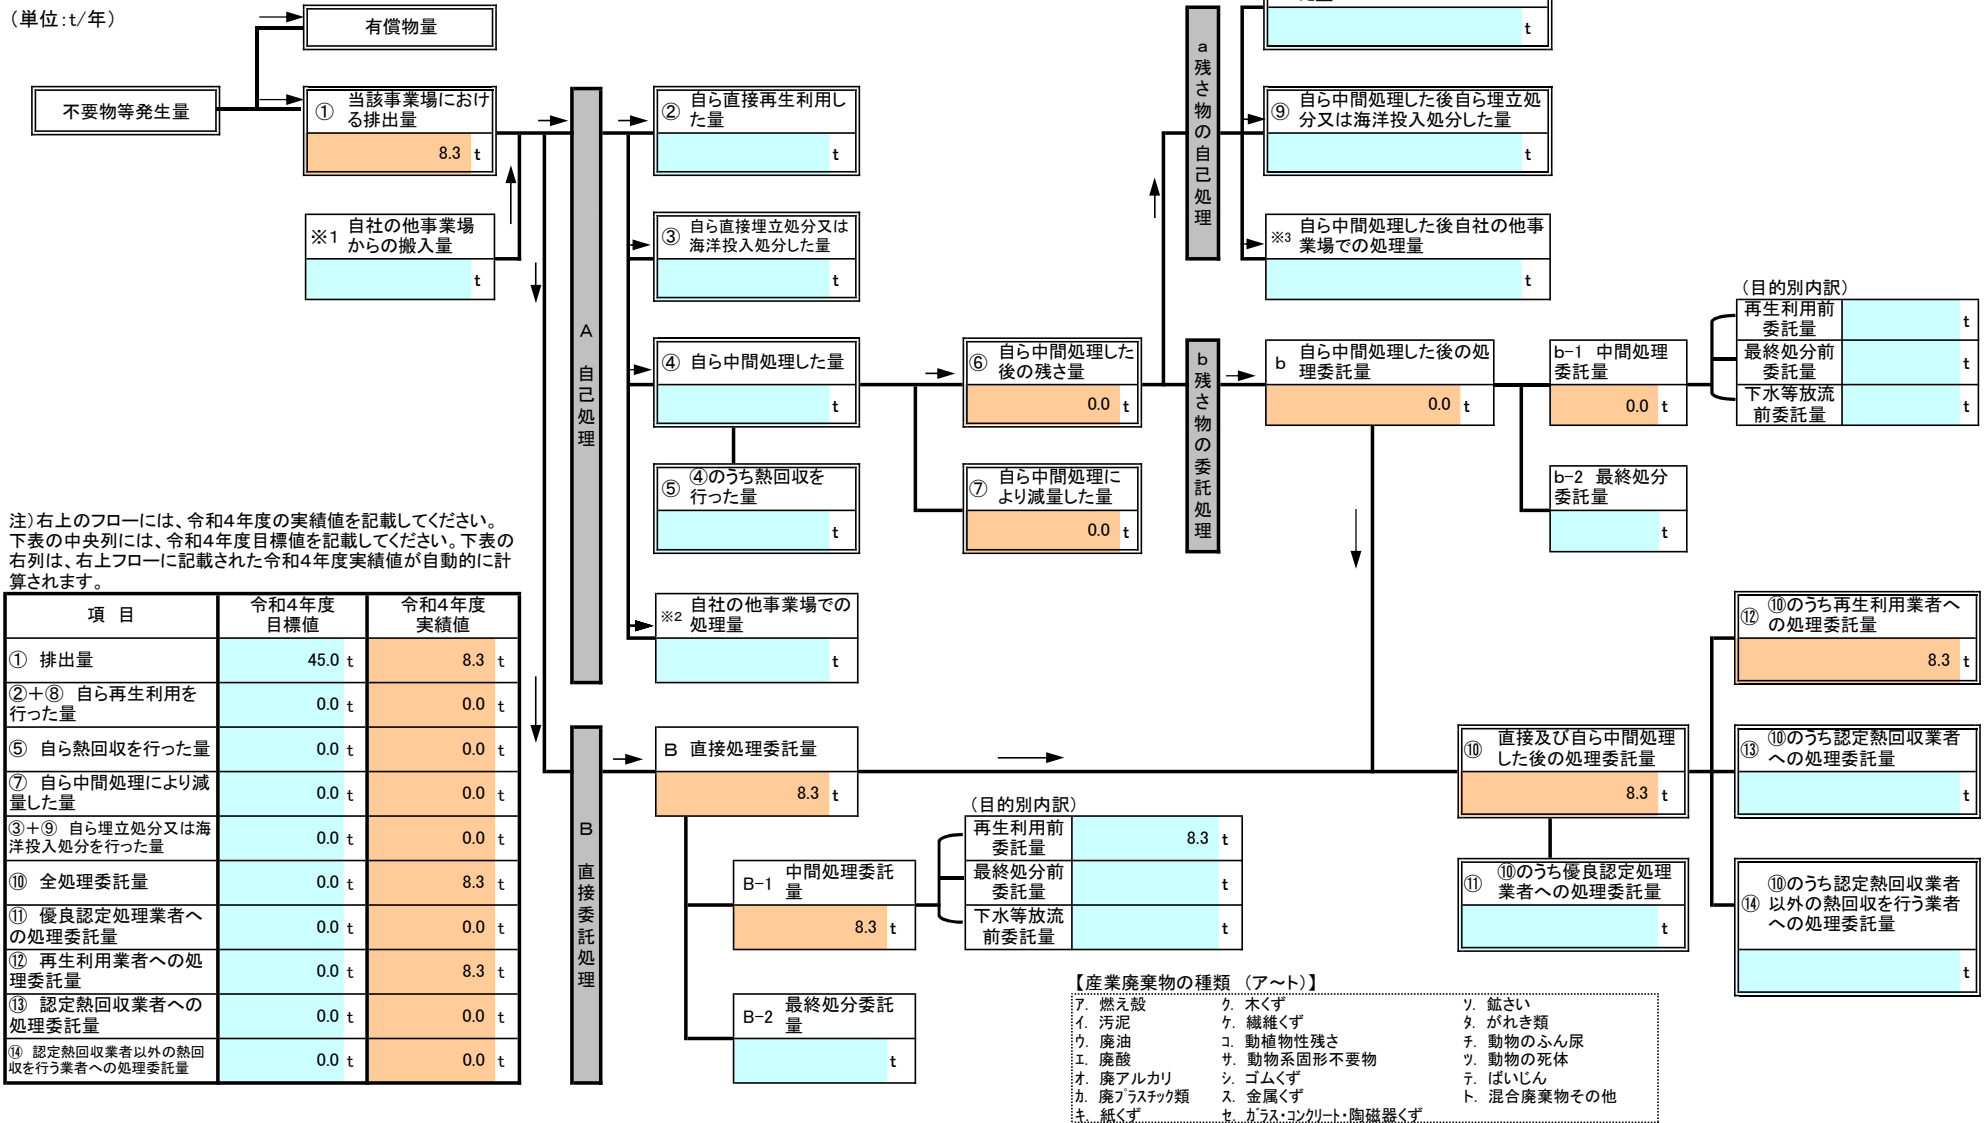 （単位：t/年）
有償物量
不要物等発生量
① 当該事業場におけ
る排出量
8.3 t
※1 自社の他事業場
からの搬入量
t
A 自己処理
② 自ら直接再生利用し
た量
t
③ 自ら直接埋立処分又は
海洋投入処分した量
t
④ 自ら中間処理した量
t
⑤ ④のうち熱回収を
行った量
t
※2 自社の他事業場での
処理量
t
⑥ 自ら中間処理した
後の残さ量
0.0 t
⑦ 自ら中間処理に
より減量した量
0.0 t
a 残さ物の自己処理
t
⑨ 自ら中間処理した後自ら埋立処
分又は海洋投入処分した量
t
※3 自ら中間処理した後自社の他事
業場での処理量
t
b 残さ物の委託処理
b 自ら中間処理した後の処
理委託量
0.0 t
b-1 中間処理
委託量
0.0 t
b-2 最終処分
委託量
t
（目的別内訳）
再生利用前
委託量
t
最終処分前
委託量
t
下水等放流
前委託量
t
注）右上のフローには、令和4年度の実績値を記載してください。
下表の中央列には、令和4年度目標値を記載してください。下表の
右列は、右上フローに記載された令和4年度実績値が自動的に計
算されます。
項 目 令和4年度 目標値 令和4年度 実績値
① 排出量 45.0 t 8.3 t
②＋⑧ 自ら再生利用を
行った量 0.0 t 0.0 t
⑤ 自ら熱回収を行った量 0.0 t 0.0 t
⑦ 自ら中間処理により減
量した量 0.0 t 0.0 t
③＋⑨ 自ら埋立処分又は海
洋投入処分を行った量 0.0 t 0.0 t
⑩ 全処理委託量 0.0 t 8.3 t
⑪ 優良認定処理業者へ
の処理委託量 0.0 t 0.0 t
⑫ 再生利用業者への処
理委託量 0.0 t 8.3 t
⑬ 認定熱回収業者への
処理委託量 0.0 t 0.0 t
⑭ 認定熱回収業者以外の熱回
収を行う業者への処理委託量 0.0 t 0.0 t
B 直接委託処理
B 直接処理委託量
8.3 t
B-1 中間処理委託
量
8.3 t
B-2 最終処分委託
量
t
（目的別内訳）
再生利用前
委託量
8.3 t
最終処分前
委託量
t
下水等放流
前委託量
t
⑩ 直接及び自ら中間処理
した後の処理委託量
8.3 t
⑪ ⑩のうち優良認定処理
業者への処理委託量
t
⑫ ⑩のうち再生利用業者へ
の処理委託量
8.3 t
⑬ ⑩のうち認定熱回収業者
への処理委託量
t
⑭ ⑩のうち認定熱回収業者
以外の熱回収を行う業者
への処理委託量
t
【産業廃棄物の種類 （ア～ト）】
ア. 燃え殻 ク. 木くず ソ. 鉱さい
イ. 汚泥 ケ. 繊維くず タ. がれき類
ウ. 廃油 コ. 動植物性残さ チ. 動物のふん尿
エ. 廃酸 サ. 動物系固形不要物 ツ. 動物の死体
オ. 廃アルカリ シ. ゴムくず テ. ばいじん
カ. 廃プラスチック類 ス. 金属くず ト. 混合廃棄物その他
キ. 紙くず セ. ガラス・コンクリート・陶磁器くず